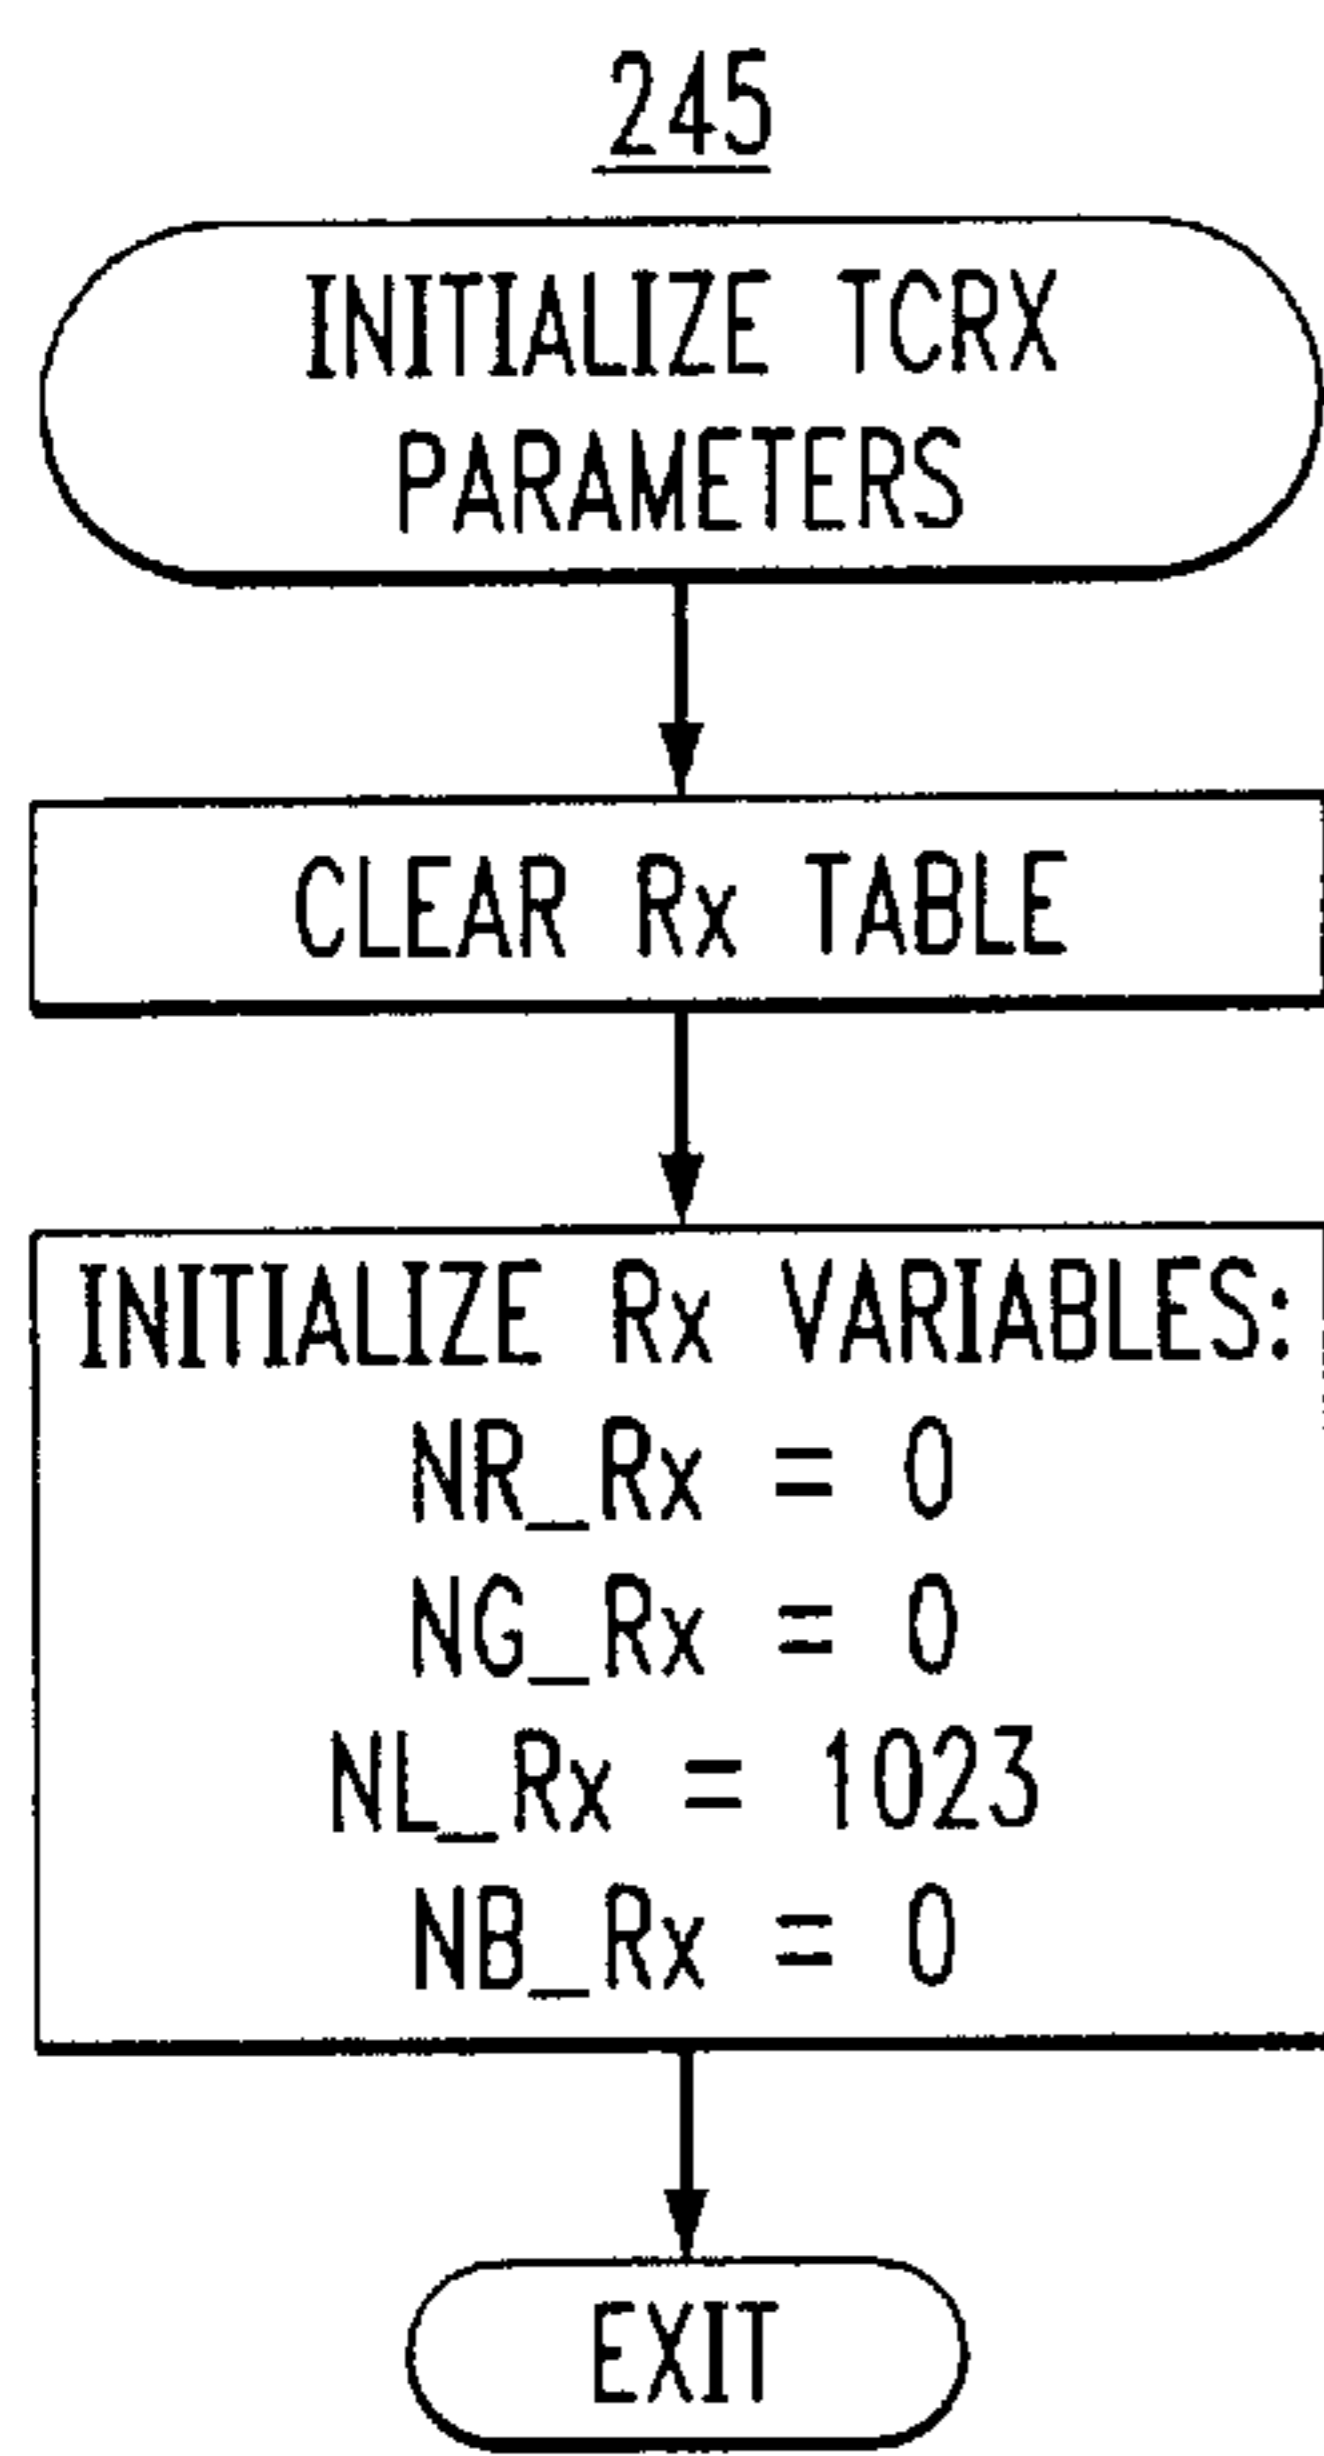 245
INITIALIZE TCRX
PARAMETERS
CLEAR Rx TABLE
INITIALIZE Rx VARIABLES:
NR_Rx = 0
NG_Rx = 0
NL_Rx = 1023
NB_Rx = 0
EXIT